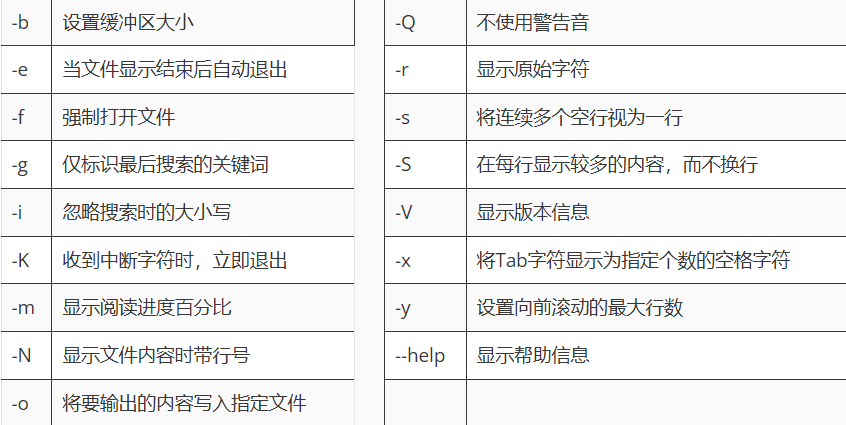 -b 设置缓冲区大小 -Q 不使用警告音
-e 当文件显示结束后自动退出 -r 显示原始字符
-f 强制打开文件 -s 将连续多个空行视为一行
-g 仅标识最后搜索的关键词 -S 在每行显示较多的内容，而不换行
-i 忽略搜索时的大小写 -V 显示版本信息
-K 收到中断字符时，立即退出 -x 将Tab字符显示为指定个数的空格字符
-m 显示阅读进度百分比 -y 设置向前滚动的最大行数
-N 显示文件内容时带行号 --help 显示帮助信息
-o 将要输出的内容写入指定文件